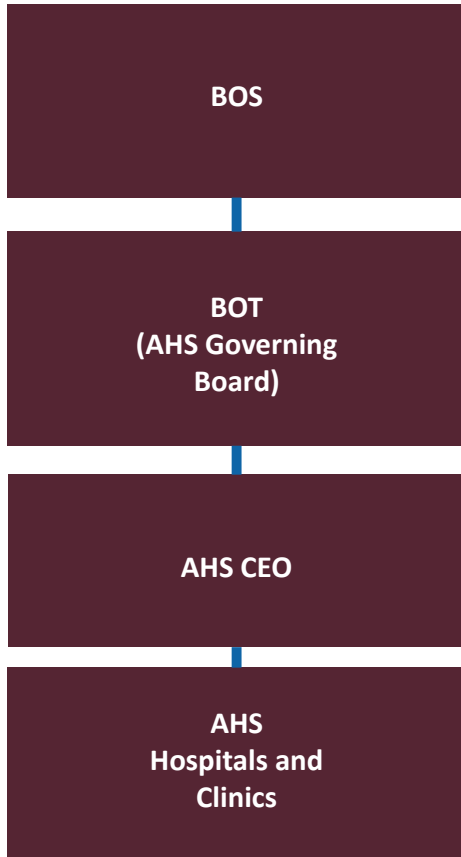 BOS
BOT
(AHS Governing
Board)
AHS CEO
AHS
Hospitals and
Clinics